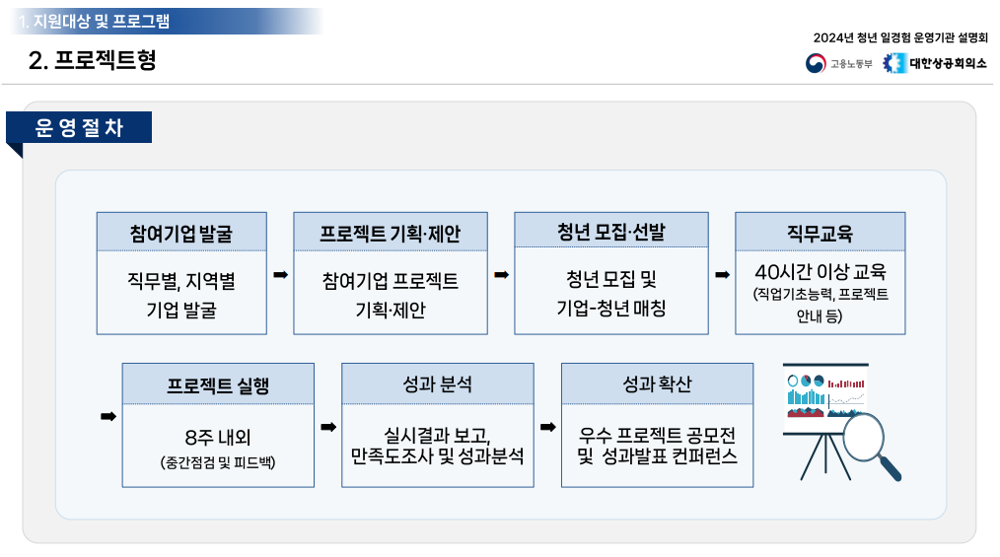 1. 지원대상 및 프로그램
2024년 청년 일경험 운영기관 설명회
2. 프로젝트형
고용노동부 대한상공회의소
운영절차
참여기업 발굴
직무별, 지역별
기업 발굴
프로젝트 기획·제안
참여기업 프로젝트
기획·제안
청년 모집·선발
청년 모집 및
기업-청년 매칭
직무교육
40시간 이상 교육
(직업기초능력, 프로젝트
안내 등)
프로젝트 실행
8주 내외
(중간점검 및 피드백)
성과 분석
실시결과 보고,
만족도조사 및 성과분석
성과 확산
우수 프로젝트 공모전
및 성과발표 컨퍼런스